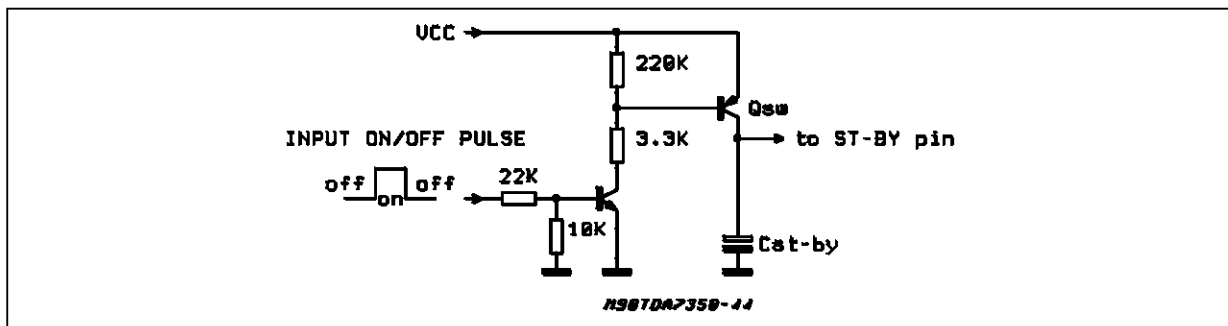 VCC
220K
Qsw
INPUT ON/OFF PULSE
3.3K
to ST-BY pin
off on off
22K
10K
Cst-by
M90TDA7350-44